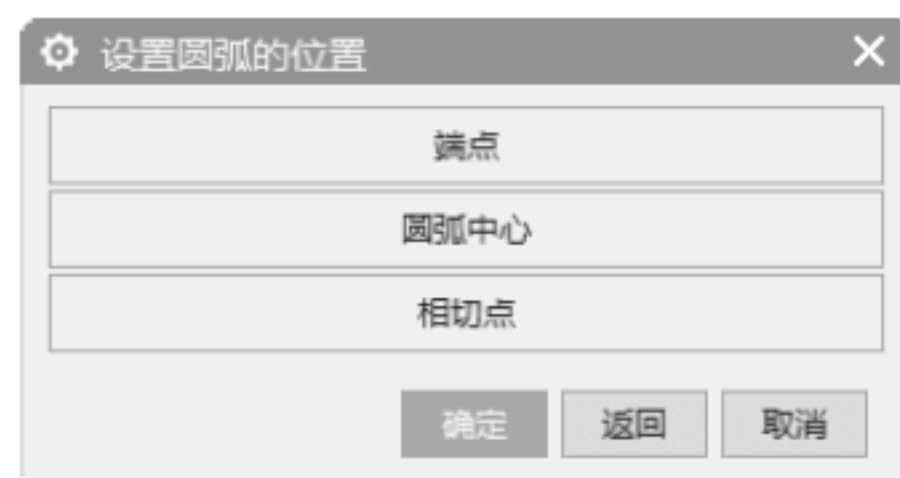 设置圆弧的位置
端点
圆弧中心
相切点
确定 返回 取消